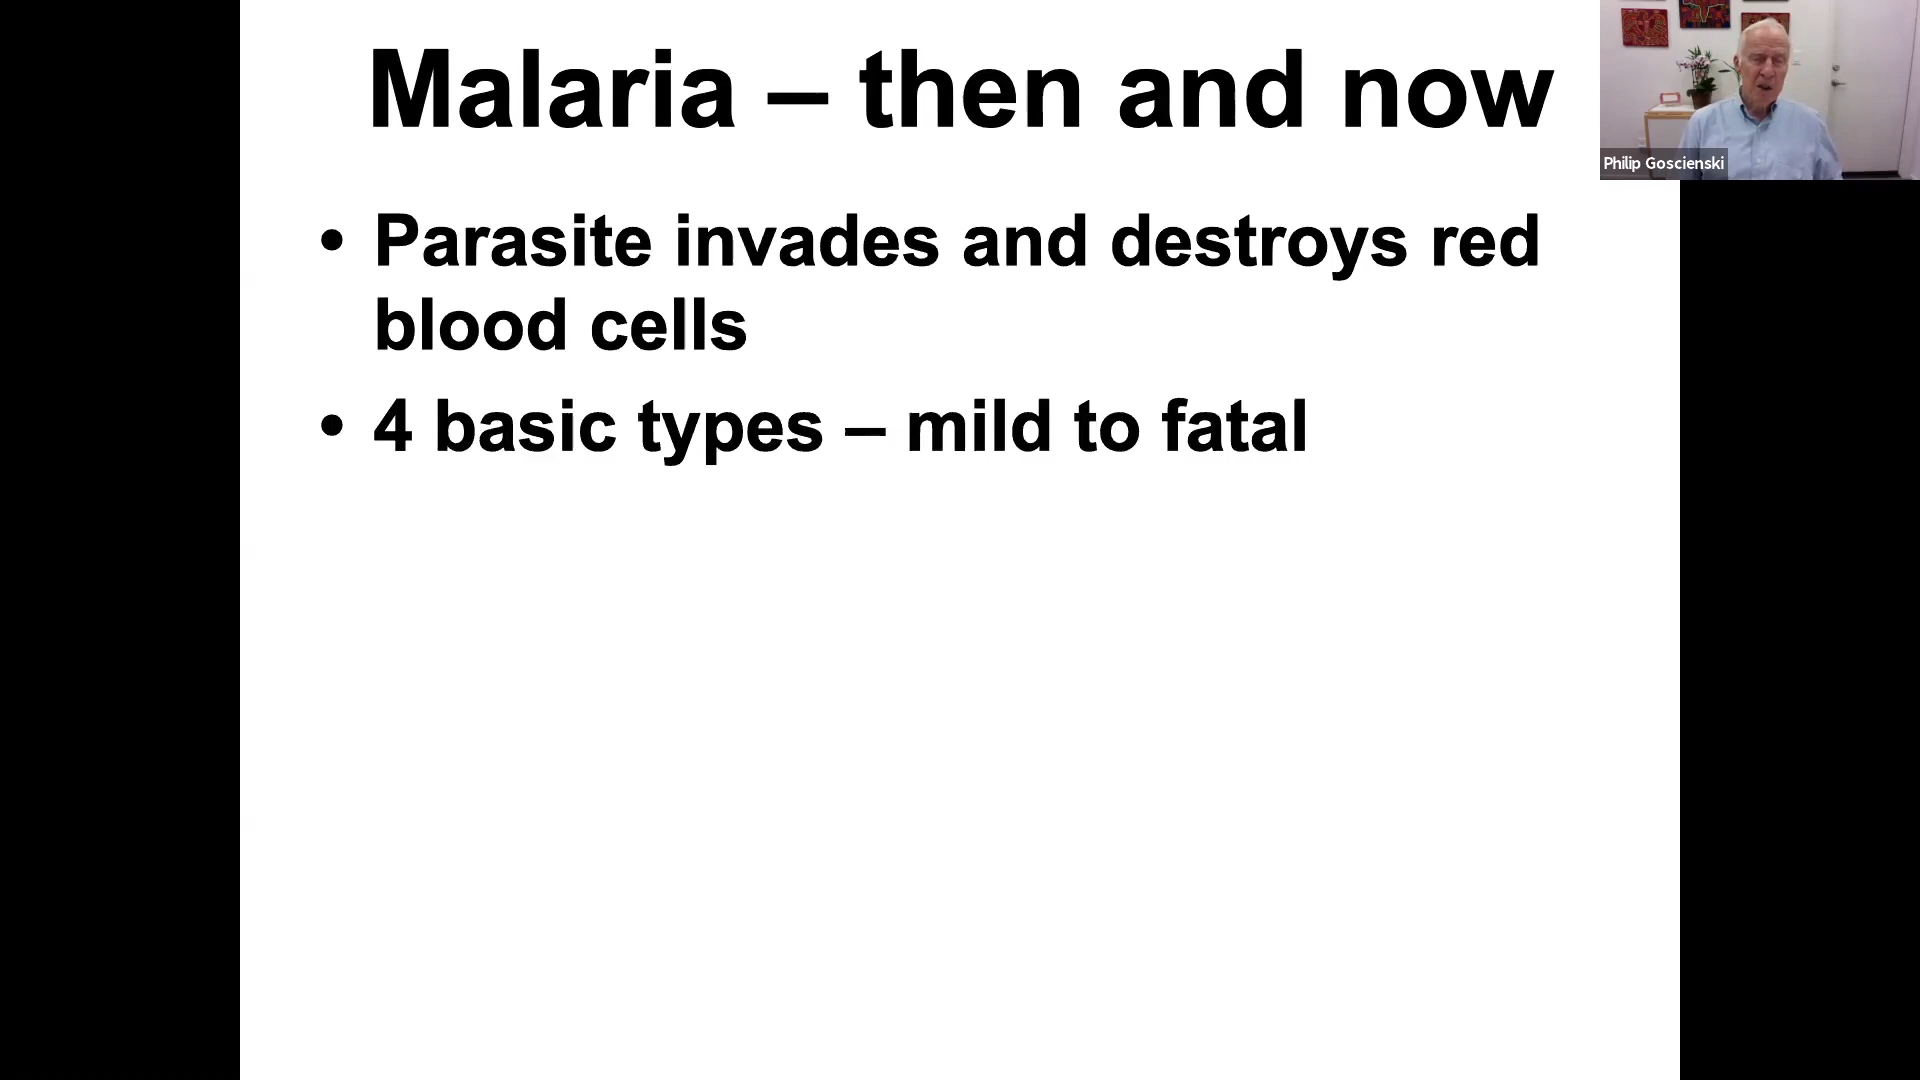 Malaria – then and now
• Parasite invades and destroys red
blood cells
• 4 basic types – mild to fatal
Philip Goscienski